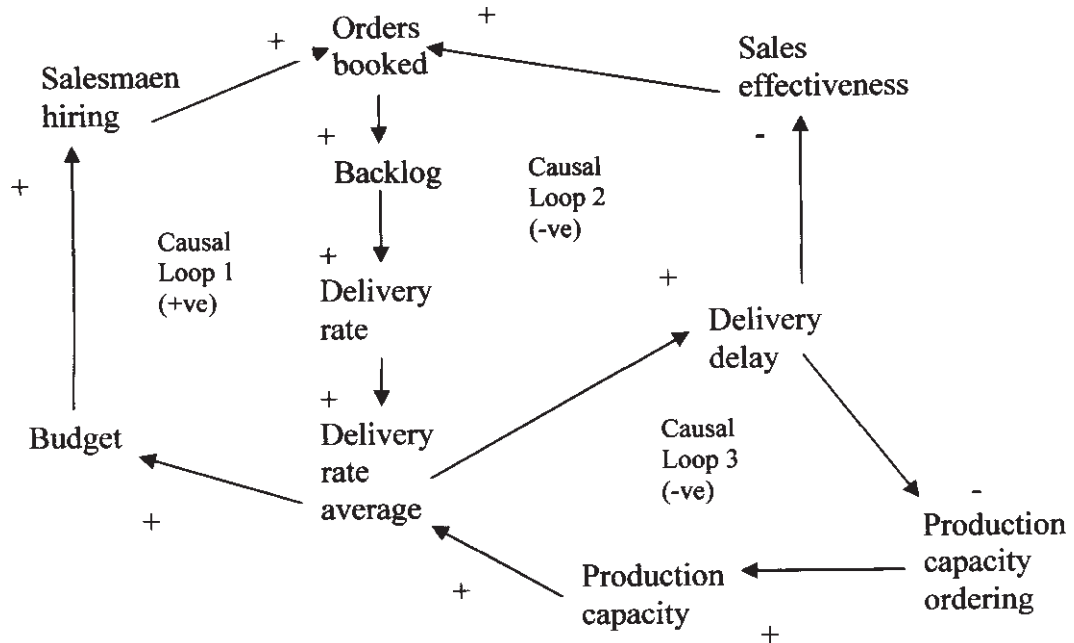 +
Orders
booked
+
+
Sales
effectiveness
Salesmaen
hiring
+
-
+
Backlog
Causal
Loop 2
(-ve)
Causal
Loop 1
(+ve)
+
Delivery
rate
+
Delivery
delay
+
Budget
Delivery
rate
average
Causal
Loop 3
(-ve)
+
-
Production
capacity
ordering
Production
capacity
+
+